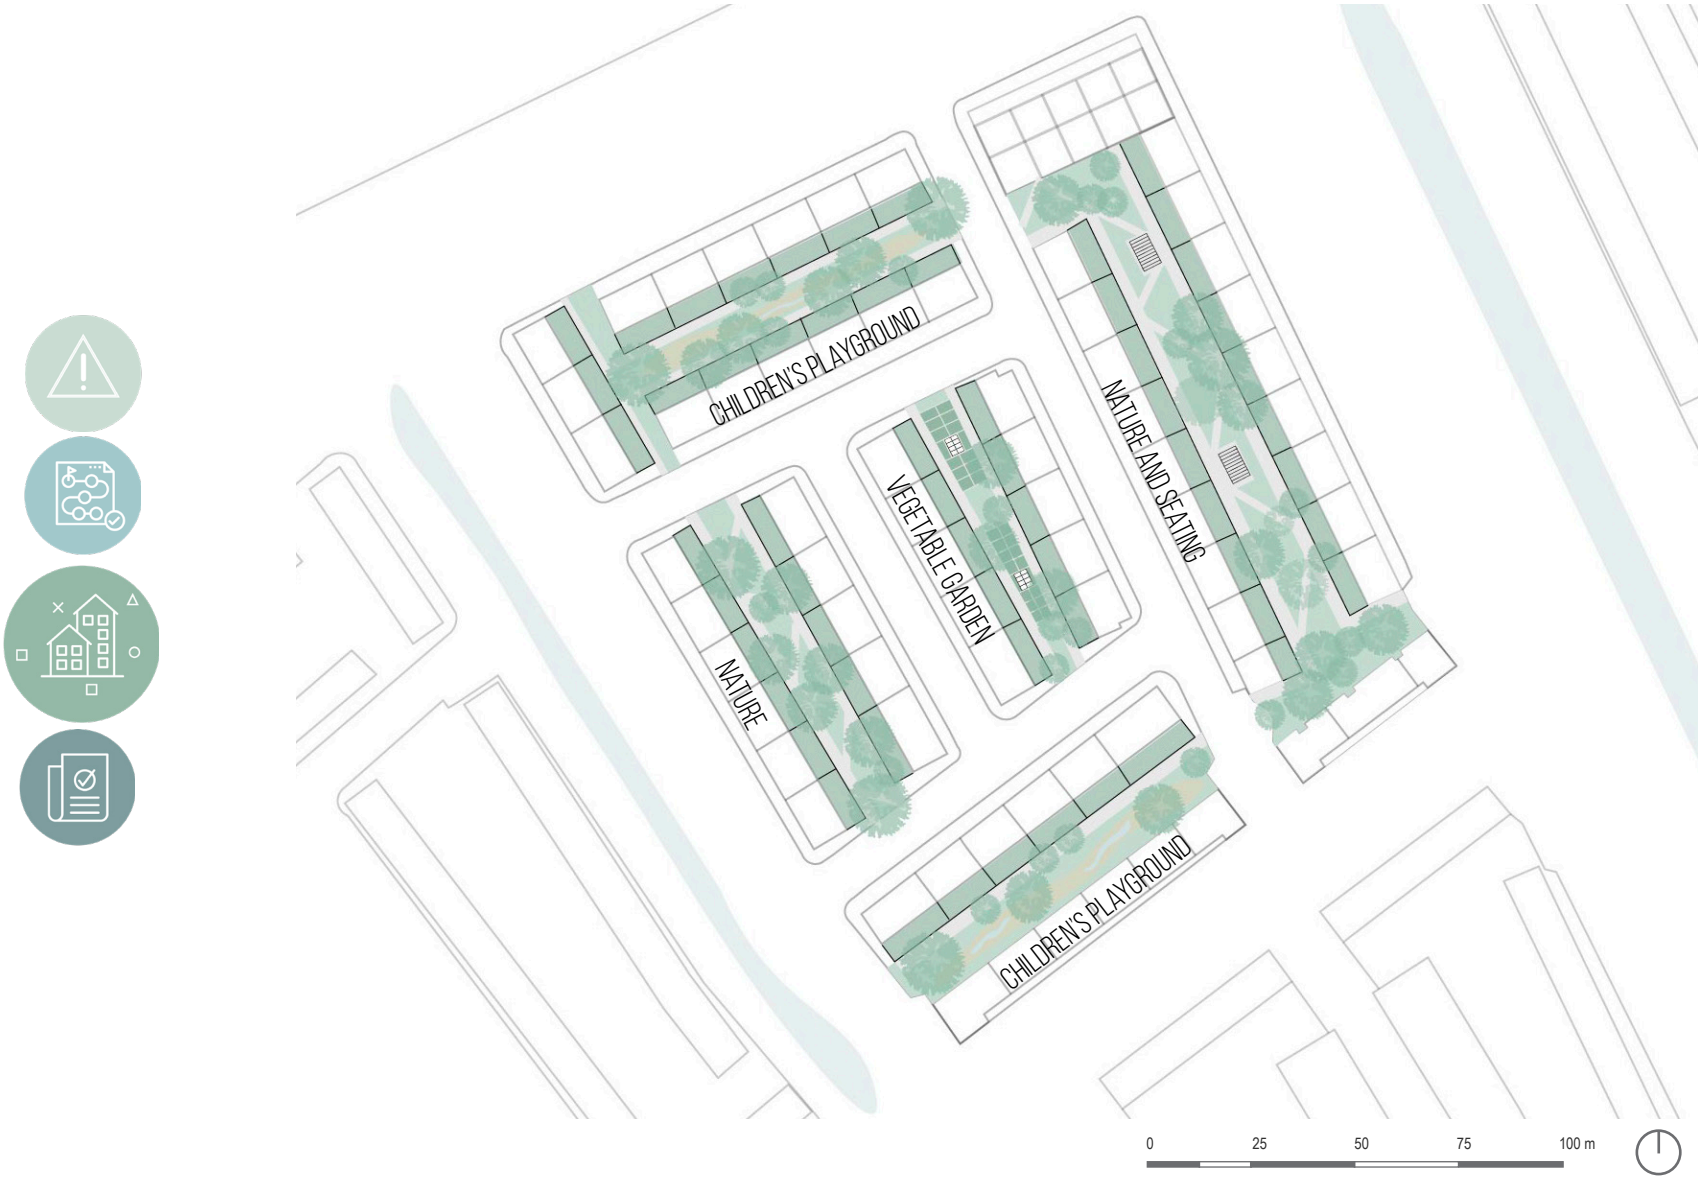 CHILDREN'S PLAYGROUND
NATURE AND SEATING
VEGETABLE GARDEN
NATURE
CHILDREN'S PLAYGROUND
0 25 50 75 100 m